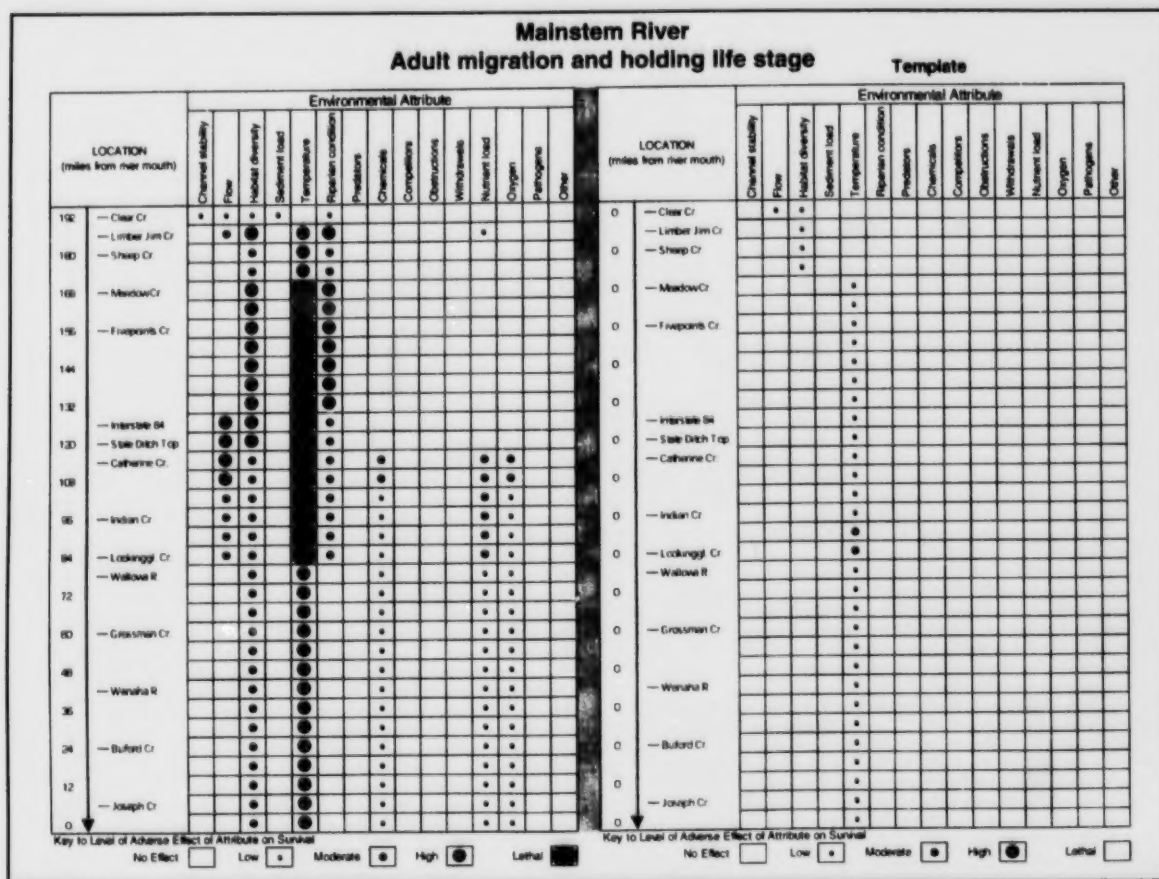 Mainstem River
Adult migration and holding life stage
Template
LOCATION
(miles from river mouth)
Environmental Attribute
Channel stability
Flow
Habitat diversity
Sediment load
Temperature
Riparian condition
Predators
Chemicals
Competitors
Obstructions
Withdrawals
Nutrient load
Oxygen
Pathogens
Other
192
Clear Cr
Limber Jim Cr
180
Sheep Cr
168
Meadow Cr
156
Fivepoints Cr
144
132
Interstate 84
120
State Ditch Top
Catherine Cr.
108
96
Indian Cr
84
Lookinggl. Cr
Wallowa R
72
60
Grossman Cr
48
Wenaha R
36
24
Buford Cr
12
Joseph Cr
0
Key to Level of Adverse Effect of Attribute on Survival
No Effect
Low
Moderate
High
Lethal
LOCATION
(miles from river mouth)
Environmental Attribute
Channel stability
Flow
Habitat diversity
Sediment load
Temperature
Riparian condition
Predators
Chemicals
Competitors
Obstructions
Withdrawals
Nutrient load
Oxygen
Pathogens
Other
0
Clear Cr
Limber Jim Cr
0
Sheep Cr
0
Meadow Cr
0
Fivepoints Cr.
0
0
Interstate 84
0
State Ditch Top
Catherine Cr.
0
0
Indian Cr
0
Lookinggl. Cr
Wallowa R
0
0
Grossman Cr
0
Wenaha R
0
0
Buford Cr
0
Joseph Cr
0
Key to Level of Adverse Effect of Attribute on Survival
No Effect
Low
Moderate
High
Lethal